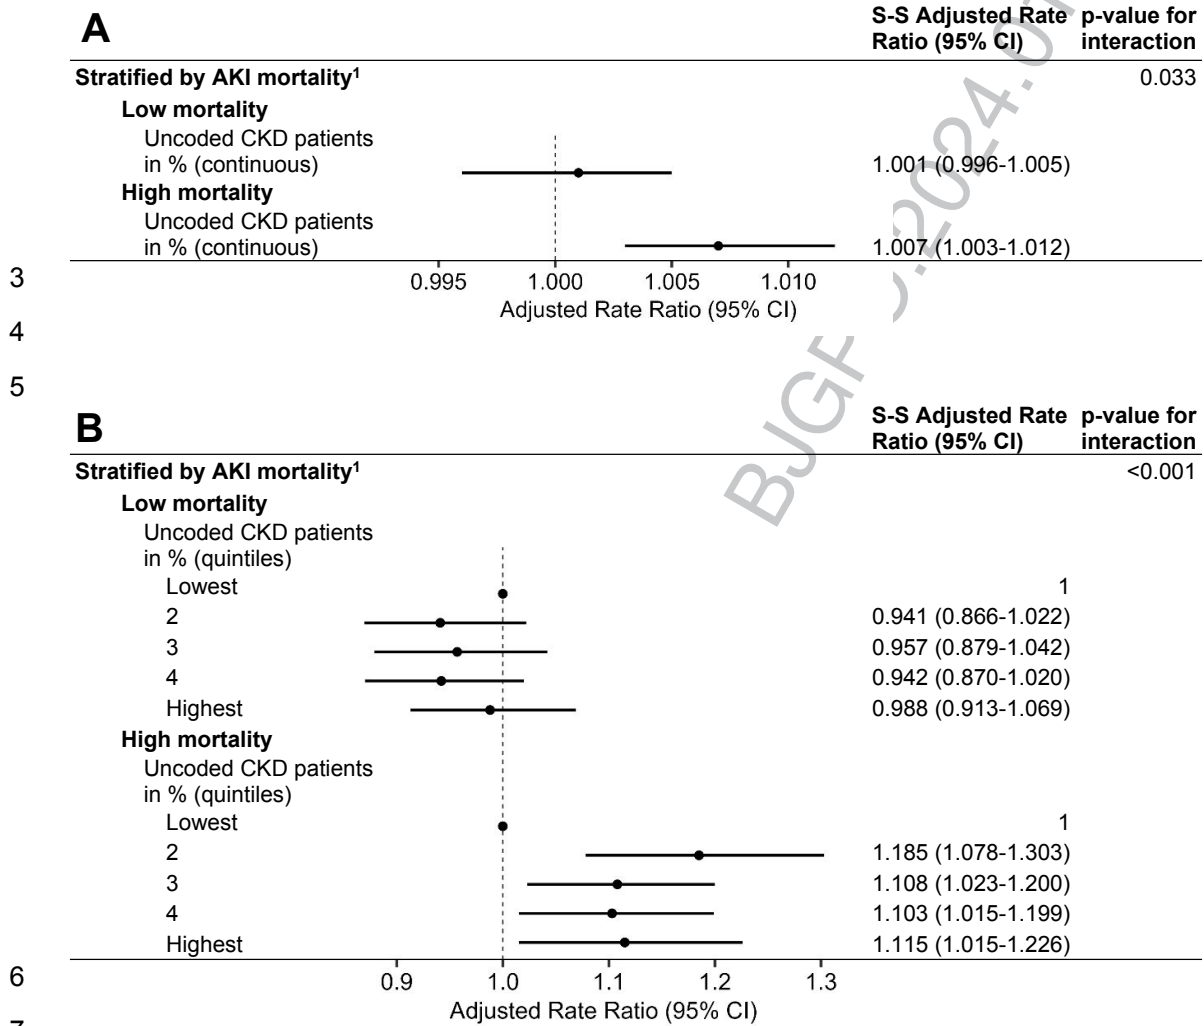 A
S-S Adjusted Rate Ratio (95% CI) p-value for interaction
Stratified by AKI mortality¹ 0.033
Low mortality
Uncoded CKD patients
in % (continuous) 1.001 (0.996-1.005)
High mortality
Uncoded CKD patients
in % (continuous) 1.007 (1.003-1.012)
0.995 1.000 1.005 1.010
Adjusted Rate Ratio (95% CI)
3
4
5
B
S-S Adjusted Rate Ratio (95% CI) p-value for interaction
Stratified by AKI mortality¹ <0.001
Low mortality
Uncoded CKD patients
in % (quintiles)
Lowest 1
2 0.941 (0.866-1.022)
3 0.957 (0.879-1.042)
4 0.942 (0.870-1.020)
Highest 0.988 (0.913-1.069)
High mortality
Uncoded CKD patients
in % (quintiles)
Lowest 1
2 1.185 (1.078-1.303)
3 1.108 (1.023-1.200)
4 1.103 (1.015-1.199)
Highest 1.115 (1.015-1.226)
6
0.9 1.0 1.1 1.2 1.3
Adjusted Rate Ratio (95% CI)